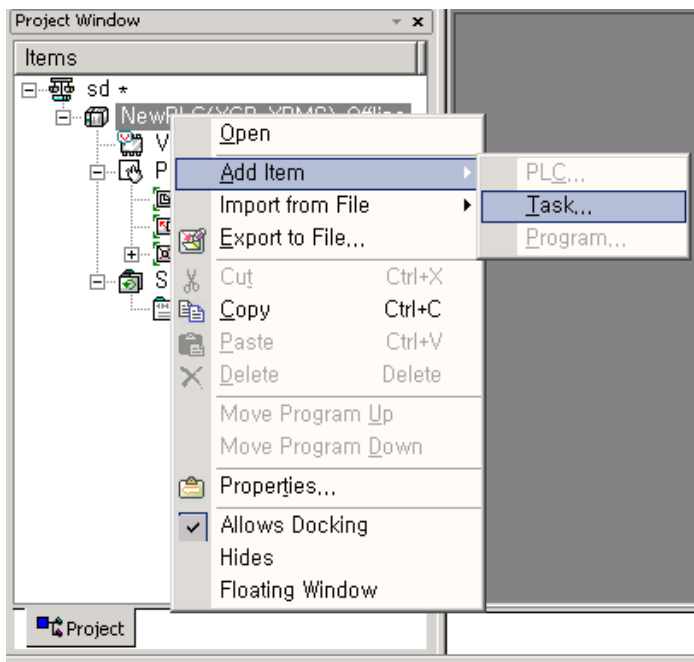 Project Window
Items
sd *
NewPLC(XGB-XBMS)-Offline
V
P
S
Open
Add Item
Import from File
Export to File...
Cut Ctrl+X
Copy Ctrl+C
Paste Ctrl+V
Delete Delete
Move Program Up
Move Program Down
Properties...
Allows Docking
Hides
Floating Window
PLC...
Task...
Program...
Project